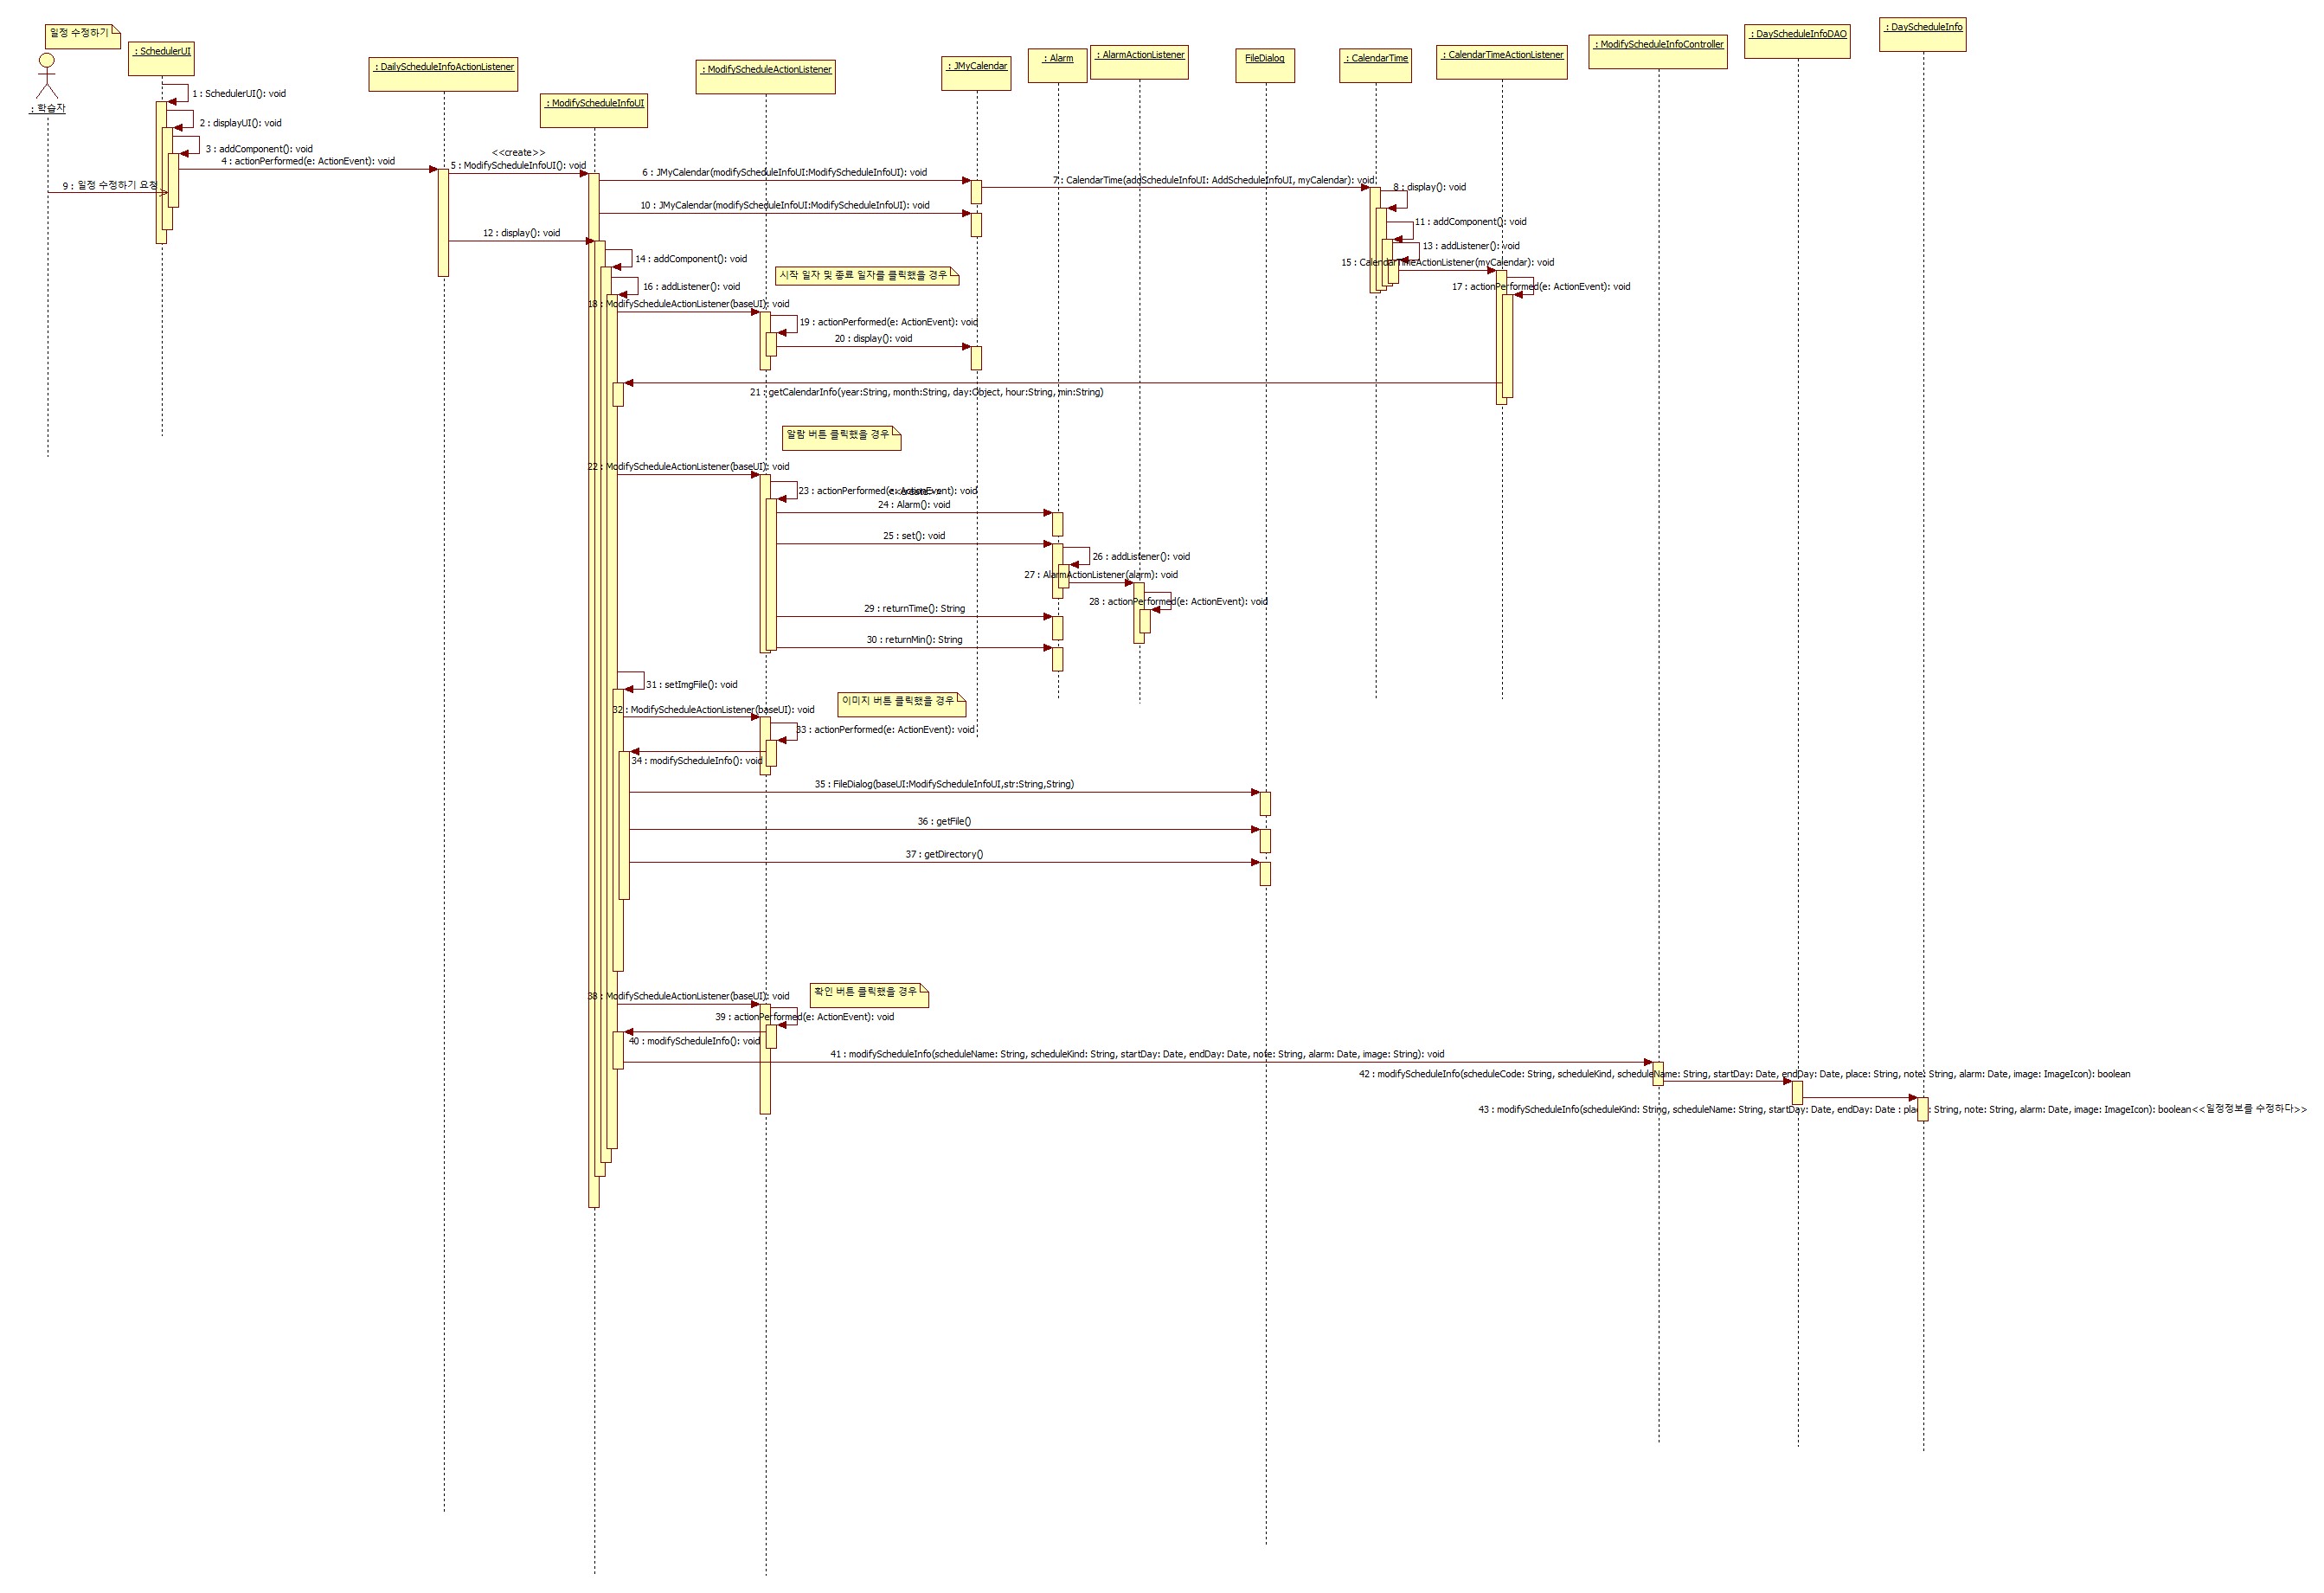 일정 수정하기
: 학습자
: SchedulerUI
: DailyScheduleInfoActionListener
: ModifyScheduleInfoUI
: ModifyScheduleActionListener
: JMyCalendar
: Alarm
: AlarmActionListener
FileDialog
: CalendarTime
: CalendarTimeActionListener
: ModifyScheduleInfoController
: DayScheduleInfoDAO
: DayScheduleInfo
1 : SchedulerUI(): void
2 : displayUI(): void
3 : addComponent(): void
4 : actionPerformed(e: ActionEvent): void
<<create>>
5 : ModifyScheduleInfoUI(): void
6 : JMyCalendar(modifyScheduleInfoUI:ModifyScheduleInfoUI): void
7 : CalendarTime(addScheduleInfoUI: AddScheduleInfoUI, myCalendar): void
8 : display(): void
9 : 일정 수정하기 요청
10 : JMyCalendar(modifyScheduleInfoUI:ModifyScheduleInfoUI): void
11 : addComponent(): void
12 : display(): void
13 : addListener(): void
14 : addComponent(): void
15 : CalendarTimeActionListener(myCalendar): void
시작 일자 및 종료 일자를 클릭했을 경우
16 : addListener(): void
17 : actionPerformed(e: ActionEvent): void
18 : ModifyScheduleActionListener(baseUI): void
19 : actionPerformed(e: ActionEvent): void
20 : display(): void
21 : getCalendarInfo(year:String, month:String, day:Object, hour:String, min:String)
알람 버튼 클릭했을 경우
22 : ModifyScheduleActionListener(baseUI): void
23 : actionPerformed(e: ActionEvent): void
<<create>>
24 : Alarm(): void
25 : set(): void
26 : addListener(): void
27 : AlarmActionListener(alarm): void
28 : actionPerformed(e: ActionEvent): void
29 : returnTime(): String
30 : returnMin(): String
31 : setImgFile(): void
이미지 버튼 클릭했을 경우
32 : ModifyScheduleActionListener(baseUI): void
33 : actionPerformed(e: ActionEvent): void
34 : modifyScheduleInfo(): void
35 : FileDialog(baseUI:ModifyScheduleInfoUI,str:String,String)
36 : getFile()
37 : getDirectory()
확인 버튼 클릭했을 경우
38 : ModifyScheduleActionListener(baseUI): void
39 : actionPerformed(e: ActionEvent): void
40 : modifyScheduleInfo(): void
41 : modifyScheduleInfo(scheduleName: String, scheduleKind: String, startDay: Date, endDay: Date, note: String, alarm: Date, image: String): void
42 : modifyScheduleInfo(scheduleCode: String, scheduleKind, scheduleName: String, startDay: Date, endDay: Date, place: String, note: String, alarm: Date, image: ImageIcon): boolean
43 : modifyScheduleInfo(scheduleKind: String, scheduleName: String, startDay: Date, endDay: Date : place : String, note: String, alarm: Date, image: ImageIcon): boolean<<일정정보를 수정하다>>